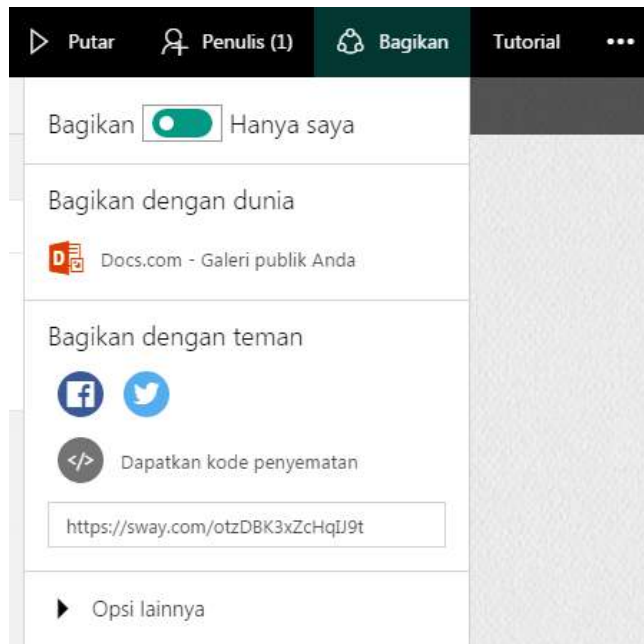 Putar Penulis (1) Bagikan Tutorial •••
Bagikan Hanya saya
Bagikan dengan dunia
Docs.com - Galeri publik Anda
Bagikan dengan teman
</> Dapatkan kode penyematan
https://sway.com/otzDBK3xZcHqIJ9t
Opsi lainnya